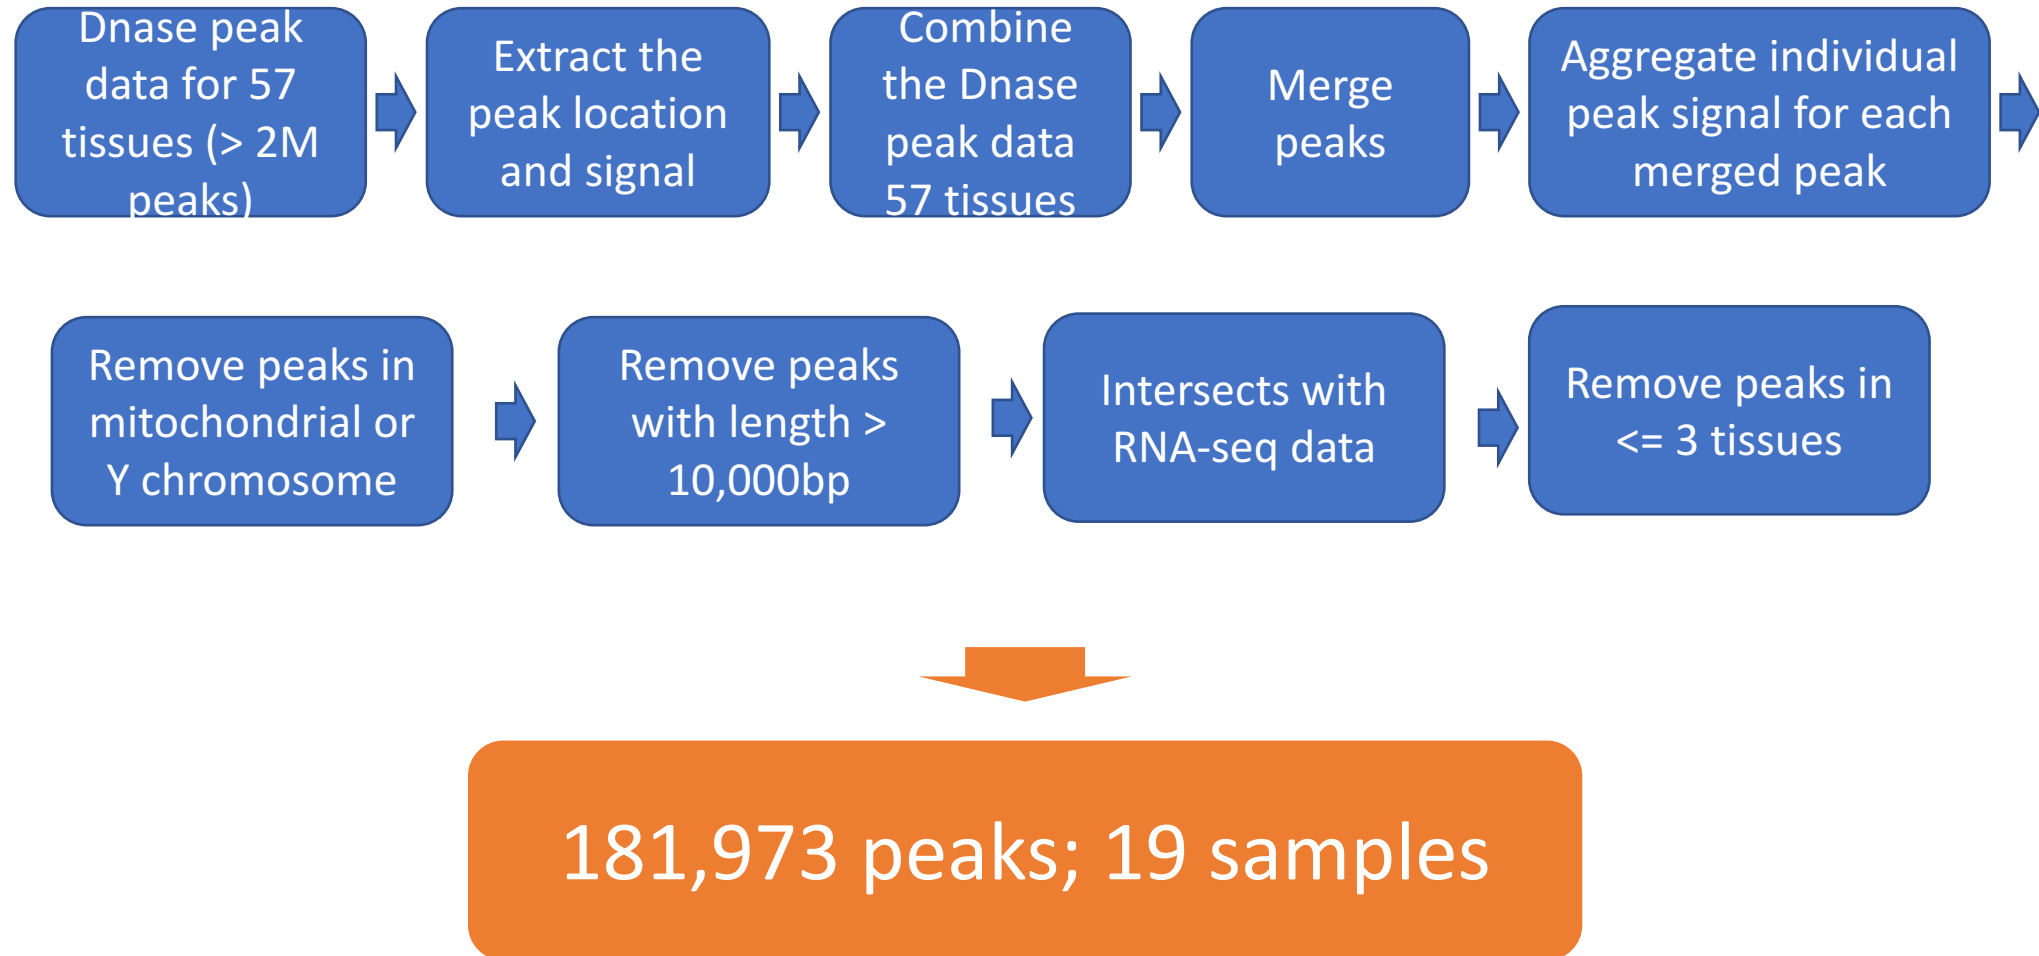 Dnase peak
data for 57
tissues (> 2M
peaks)
Extract the
peak location
and signal
Combine
the Dnase
peak data
57 tissues
Merge
peaks
Aggregate individual
peak signal for each
merged peak
Remove peaks in
mitochondrial or
Y chromosome
Remove peaks
with length >
10,000bp
Intersects with
RNA-seq data
Remove peaks in
<= 3 tissues
181,973 peaks; 19 samples